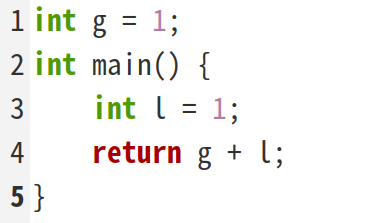 1 int g = 1;
2 int main() {
3     int l = 1;
4     return g + l;
5 }